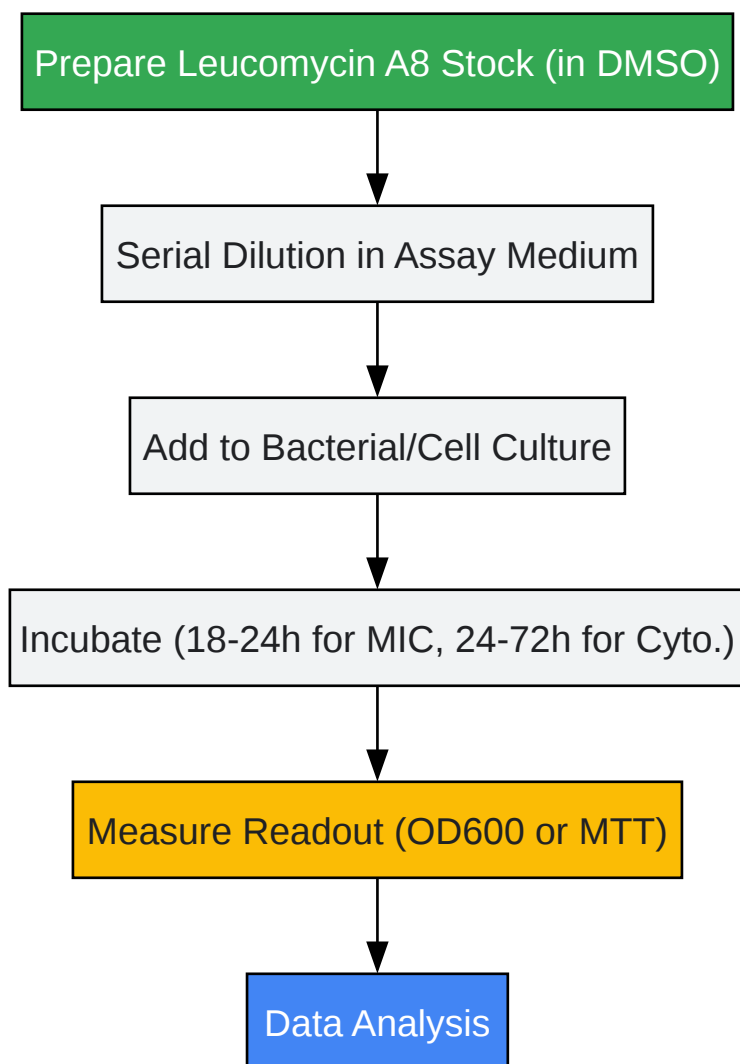 Prepare Leucomycin A8 Stock (in DMSO)
Serial Dilution in Assay Medium
Add to Bacterial/Cell Culture
Incubate (18-24h for MIC, 24-72h for Cyto.)
Measure Readout (OD600 or MTT)
Data Analysis